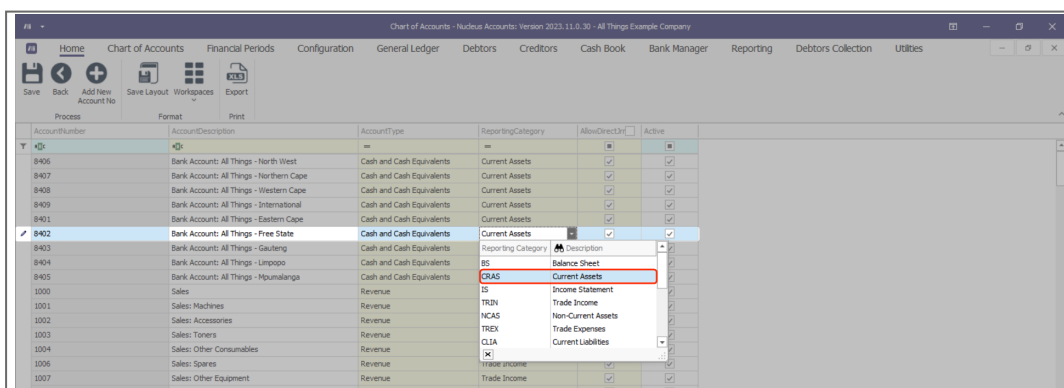 Chart of Accounts - Nucleus Accounts: Version 2023.11.0.30 - All Things Example Company
Home Chart of Accounts Financial Periods Configuration General Ledger Debtors Creditors Cash Book Bank Manager Reporting Debtors Collection Utilities
Save Back Add New Account No Save Layout Workspaces XLS Export
Process Format Print
AccountNumber AccountDescription AccountType ReportingCategory AllowDirectJrn Active
= =
8406 Bank Account: All Things - North West Cash and Cash Equivalents Current Assets
8407 Bank Account: All Things - Northern Cape Cash and Cash Equivalents Current Assets
8408 Bank Account: All Things - Western Cape Cash and Cash Equivalents Current Assets
8409 Bank Account: All Things - International Cash and Cash Equivalents Current Assets
8401 Bank Account: All Things - Eastern Cape Cash and Cash Equivalents Current Assets
8402 Bank Account: All Things - Free State Cash and Cash Equivalents Current Assets
8403 Bank Account: All Things - Gauteng Cash and Cash Equivalents Reporting Category Description
8404 Bank Account: All Things - Limpopo Cash and Cash Equivalents BS Balance Sheet
8405 Bank Account: All Things - Mpumalanga Cash and Cash Equivalents CRAS Current Assets
1000 Sales Revenue IS Income Statement
1001 Sales: Machines Revenue TRIN Trade Income
1002 Sales: Accessories Revenue NCAS Non-Current Assets
1003 Sales: Toners Revenue TREX Trade Expenses
1004 Sales: Other Consumables Revenue CLIA Current Liabilities
1006 Sales: Spares Revenue Trade Income
1007 Sales: Other Equipment Revenue Trade Income